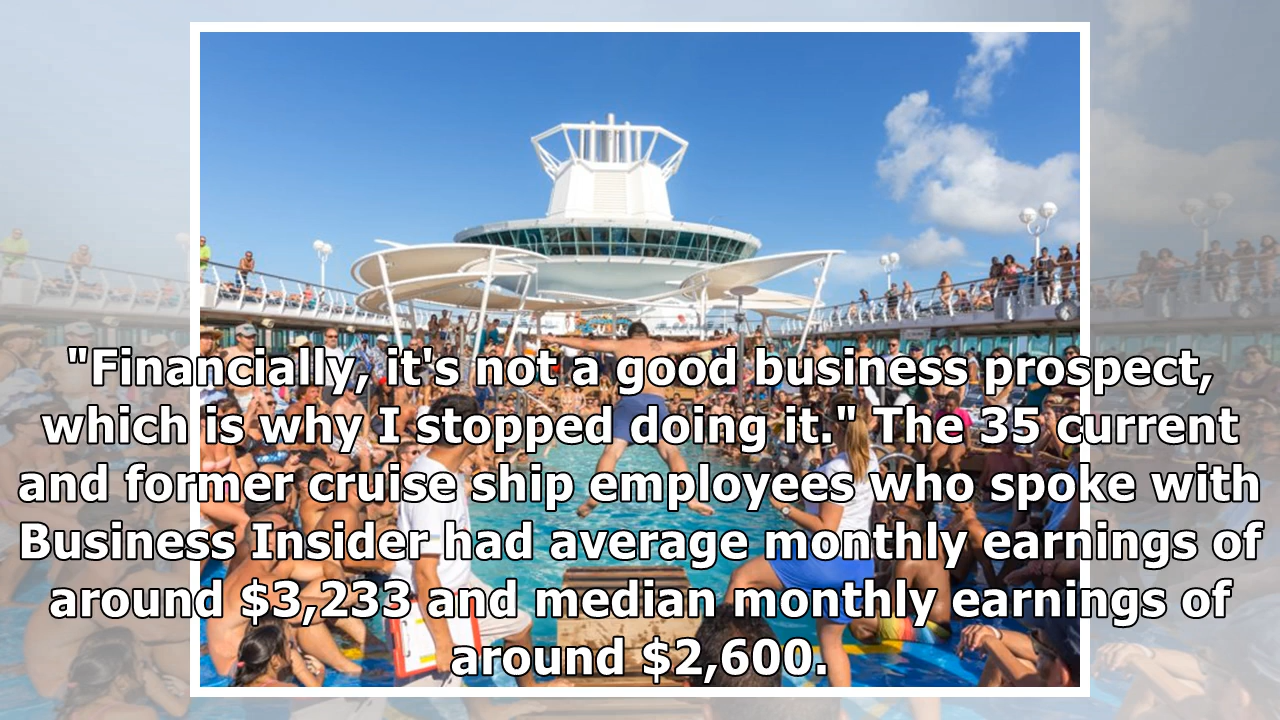 "Financially, it's not a good business prospect,
which is why I stopped doing it." The 35 current
and former cruise ship employees who spoke with
Business Insider had average monthly earnings of
around $3,233 and median monthly earnings of
around $2,600.